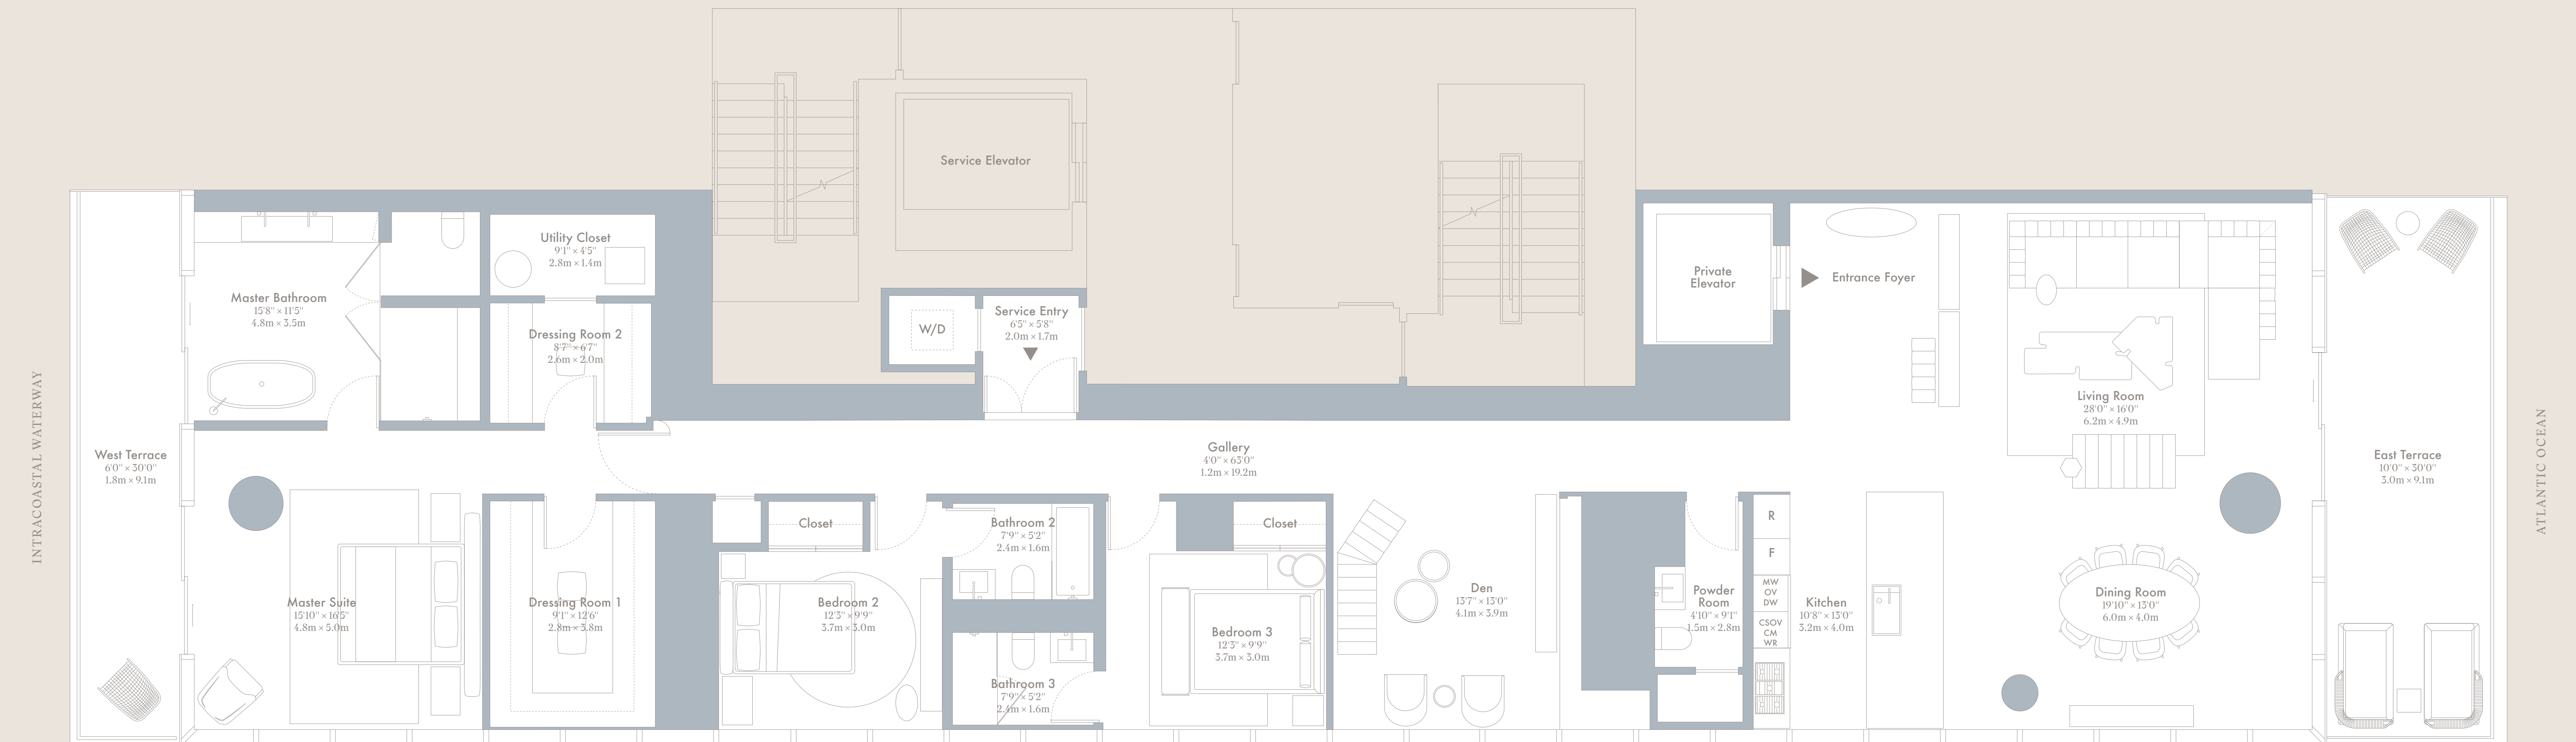 INTRACOASTAL WATERWAY
West Terrace
6'0" × 30'0"
1.8m × 9.1m
Master Bathroom
15'8" × 11'5"
4.8m × 3.5m
Utility Closet
9'1" × 4'5"
2.8m × 1.4m
Dressing Room 2
8'7" × 6'7"
2.6m × 2.0m
Master Suite
15'10" × 16'5"
4.8m × 5.0m
Dressing Room 1
9'1" × 12'6"
2.8m × 3.8m
Service Elevator
W/D
Service Entry
6'5" × 5'8"
2.0m × 1.7m
Gallery
4'0" × 63'0"
1.2m × 19.2m
Closet
Bedroom 2
12'3" × 9'9"
3.7m × 3.0m
Bathroom 2
7'9" × 5'2"
2.4m × 1.6m
Bathroom 3
7'9" × 5'2"
2.4m × 1.6m
Closet
Bedroom 3
12'3" × 9'9"
3.7m × 3.0m
Den
13'7" × 13'0"
4.1m × 3.9m
Private
Elevator
Entrance Foyer
Powder
Room
4'10" × 9'1"
1.5m × 2.8m
R
F
MW
OV
DW
CSOV
CM
WR
Kitchen
10'8" × 13'0"
3.2m × 4.0m
Living Room
28'0" × 16'0"
6.2m × 4.9m
Dining Room
19'10" × 13'0"
6.0m × 4.0m
East Terrace
10'0" × 30'0"
3.0m × 9.1m
ATLANTIC OCEAN